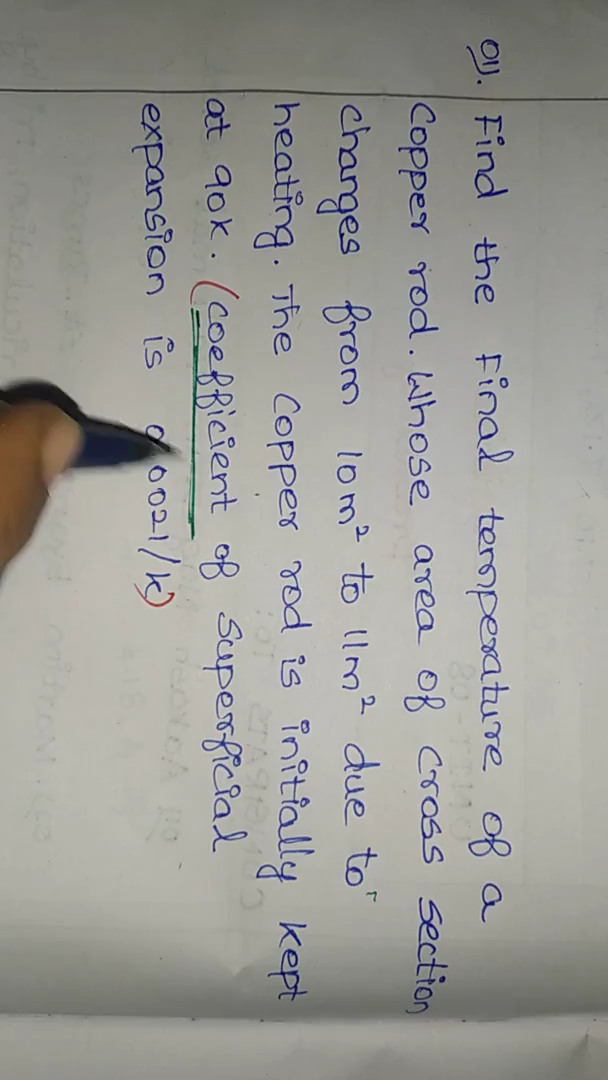 Q1). Find the Final temperature of a
Copper rod. Whose area of cross section
changes from 10m² to 11m² due to
heating. The Copper rod is initially kept
at 90K. (Coefficient of Superficial
expansion is 0.0021/K)